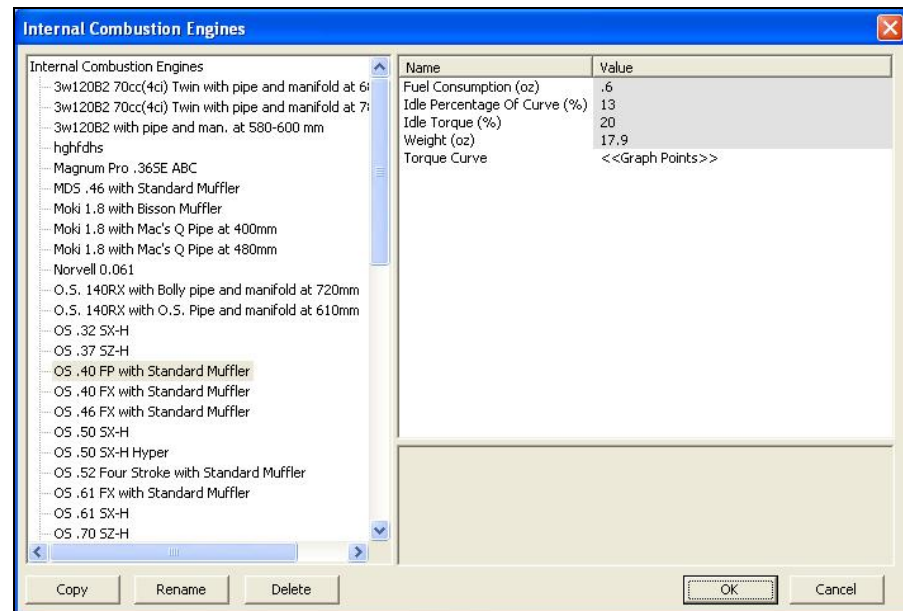 Internal Combustion Engines
Internal Combustion Engines
3w120B2 70cc(4ci) Twin with pipe and manifold at 6
3w120B2 70cc(4ci) Twin with pipe and manifold at 7
3w120B2 with pipe and man. at 580-600 mm
hghfdhs
Magnum Pro .36SE ABC
MDS .46 with Standard Muffler
Moki 1.8 with Bisson Muffler
Moki 1.8 with Mac's Q Pipe at 400mm
Moki 1.8 with Mac's Q Pipe at 480mm
Norvell 0.061
O.S. 140RX with Bolly pipe and manifold at 720mm
O.S. 140RX with O.S. Pipe and manifold at 610mm
OS .32 SX-H
OS .37 SZ-H
OS .40 FP with Standard Muffler
OS .40 FX with Standard Muffler
OS .46 FX with Standard Muffler
OS .50 SX-H
OS .50 SX-H Hyper
OS .52 Four Stroke with Standard Muffler
OS .61 FX with Standard Muffler
OS .61 SX-H
OS .70 SZ-H
Name Value
Fuel Consumption (oz) .6
Idle Percentage Of Curve (%) 13
Idle Torque (%) 20
Weight (oz) 17.9
Torque Curve <<Graph Points>>
Copy Rename Delete OK Cancel